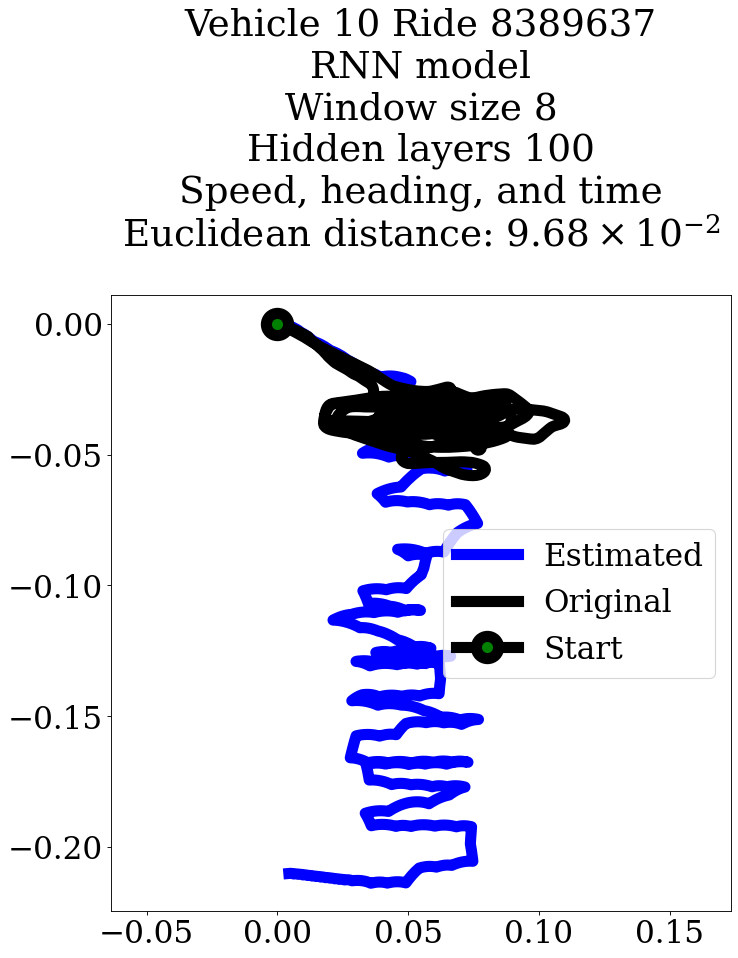 Vehicle 10 Ride 8389637
RNN model
Window size 8
Hidden layers 100
Speed, heading, and time
Euclidean distance: 9.68 × 10⁻²
0.00
−0.05
−0.10
−0.15
−0.20
Estimated
Original
Start
−0.05 0.00 0.05 0.10 0.15